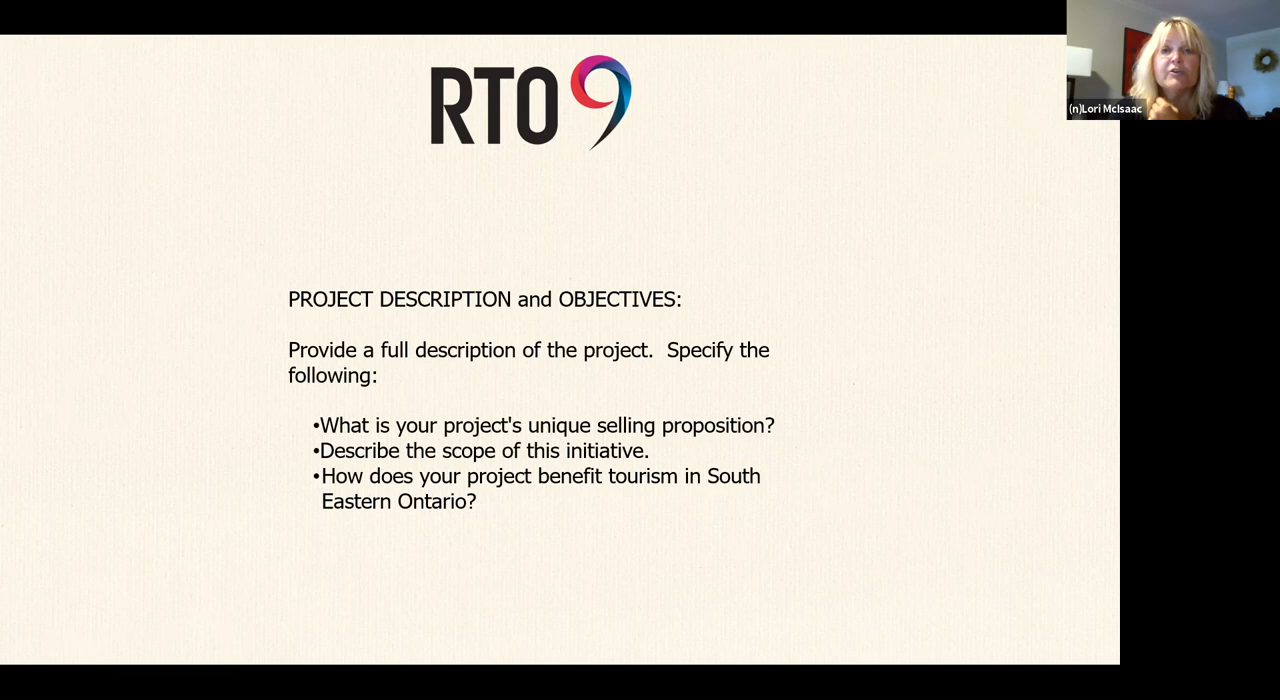 RTO 9
(n)Lori McIsaac
PROJECT DESCRIPTION and OBJECTIVES:
Provide a full description of the project.  Specify the
following:
•What is your project's unique selling proposition?
•Describe the scope of this initiative.
•How does your project benefit tourism in South
Eastern Ontario?